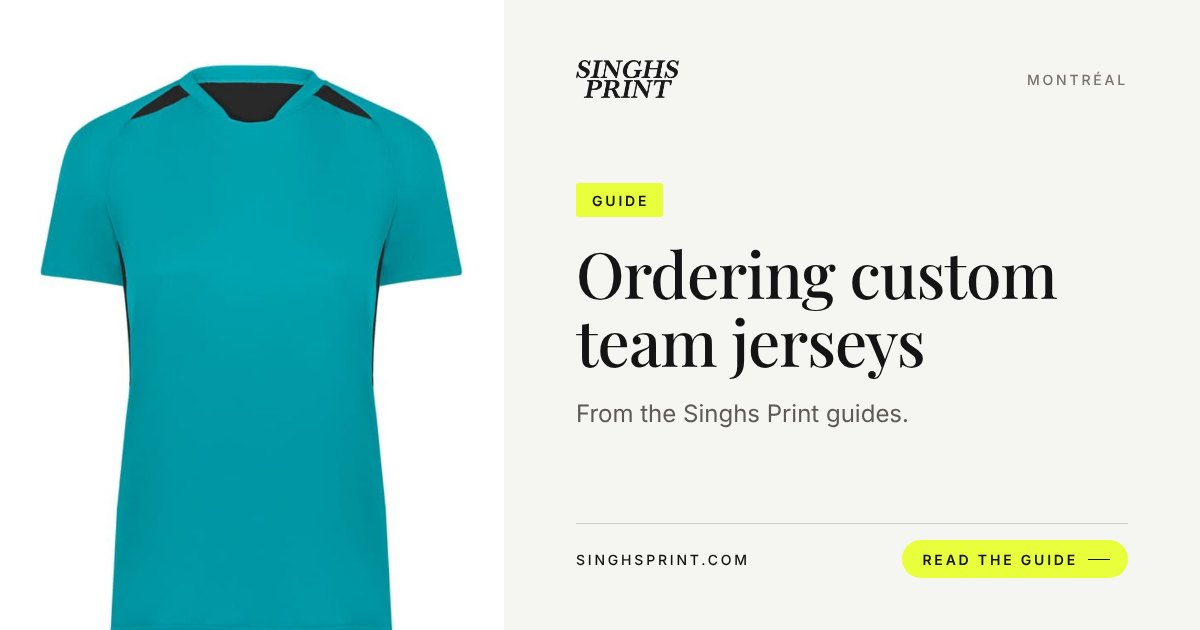 SINGHS
PRINT
MONTRÉAL
GUIDE
Ordering custom
team jerseys
From the Singhs Print guides.
SINGHSPRINT.COM
READ THE GUIDE —